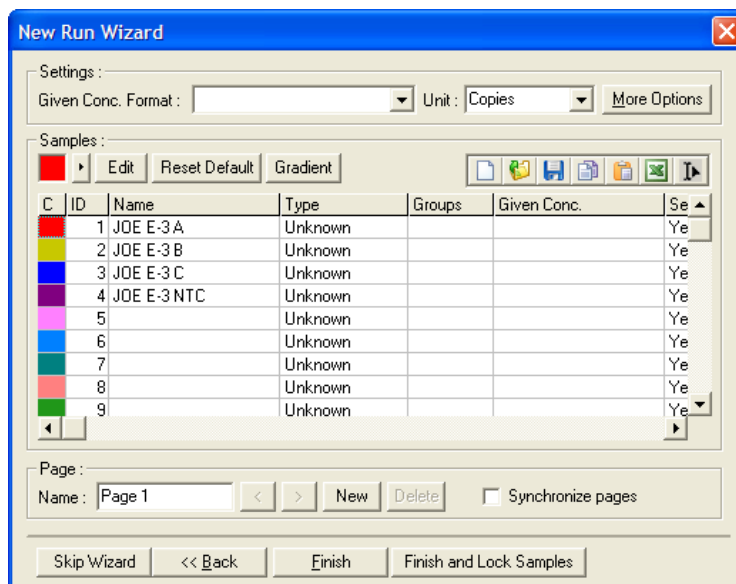 New Run Wizard
Settings :
Given Conc. Format : Unit : Copies More Options
Samples :
Edit Reset Default Gradient
C ID Name Type Groups Given Conc. Se
1 JOE E-3 A Unknown Ye
2 JOE E-3 B Unknown Ye
3 JOE E-3 C Unknown Ye
4 JOE E-3 NTC Unknown Ye
5 Unknown Ye
6 Unknown Ye
7 Unknown Ye
8 Unknown Ye
9 Unknown Ye
Page :
Name : Page 1 < > New Delete Synchronize pages
Skip Wizard << Back Finish Finish and Lock Samples